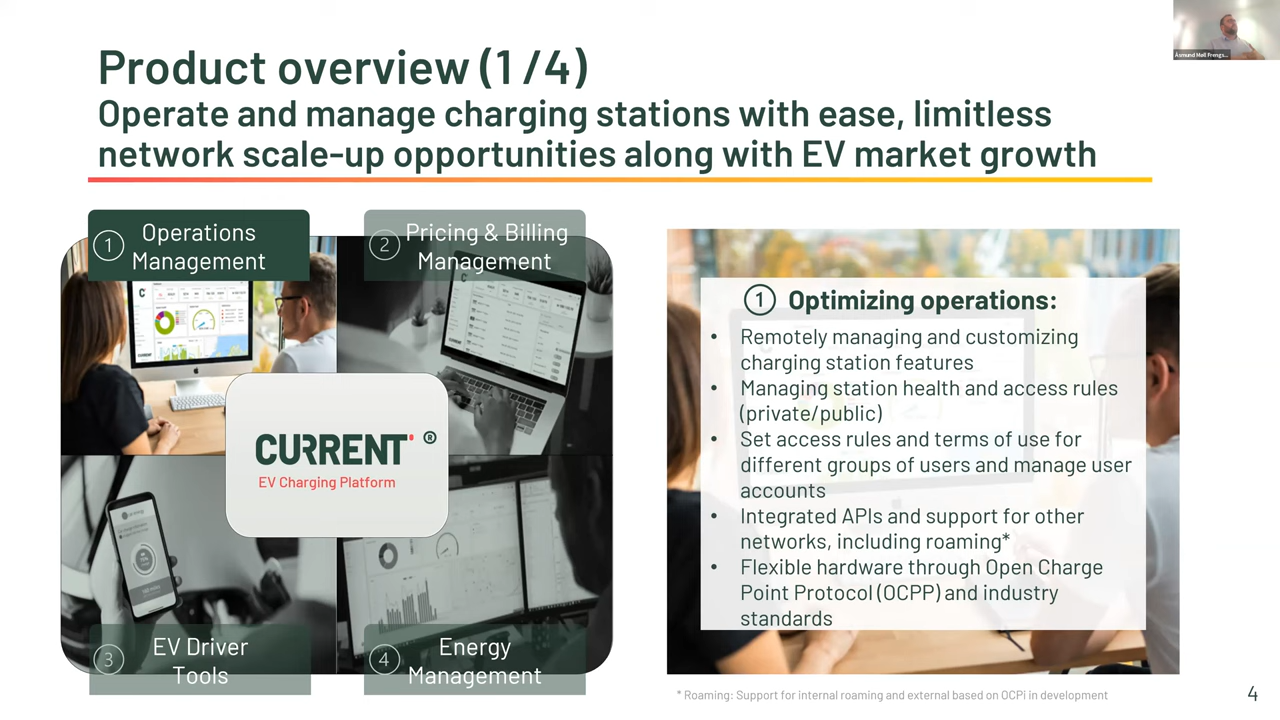 Product overview (1/4)
Operate and manage charging stations with ease, limitless
network scale-up opportunities along with EV market growth
Åsmund Møll Frengs...
1
Operations
Management
2
Pricing & Billing
Management
CURRENT ®
EV Charging Platform
3
EV Driver
Tools
4
Energy
Management
1 Optimizing operations:
• Remotely managing and customizing
charging station features
• Managing station health and access rules
(private/public)
• Set access rules and terms of use for
different groups of users and manage user
accounts
• Integrated APIs and support for other
networks, including roaming*
• Flexible hardware through Open Charge
Point Protocol (OCPP) and industry
standards
* Roaming: Support for internal roaming and external based on OCPi in development
4